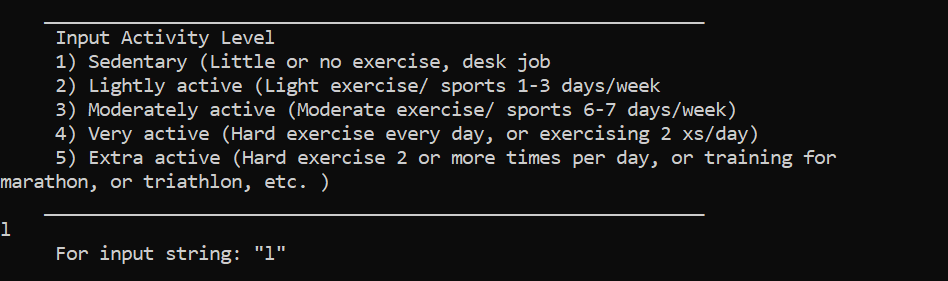 Input Activity Level
1) Sedentary (Little or no exercise, desk job
2) Lightly active (Light exercise/ sports 1-3 days/week
3) Moderately active (Moderate exercise/ sports 6-7 days/week)
4) Very active (Hard exercise every day, or exercising 2 xs/day)
5) Extra active (Hard exercise 2 or more times per day, or training for
marathon, or triathlon, etc. )
l
For input string: "l"